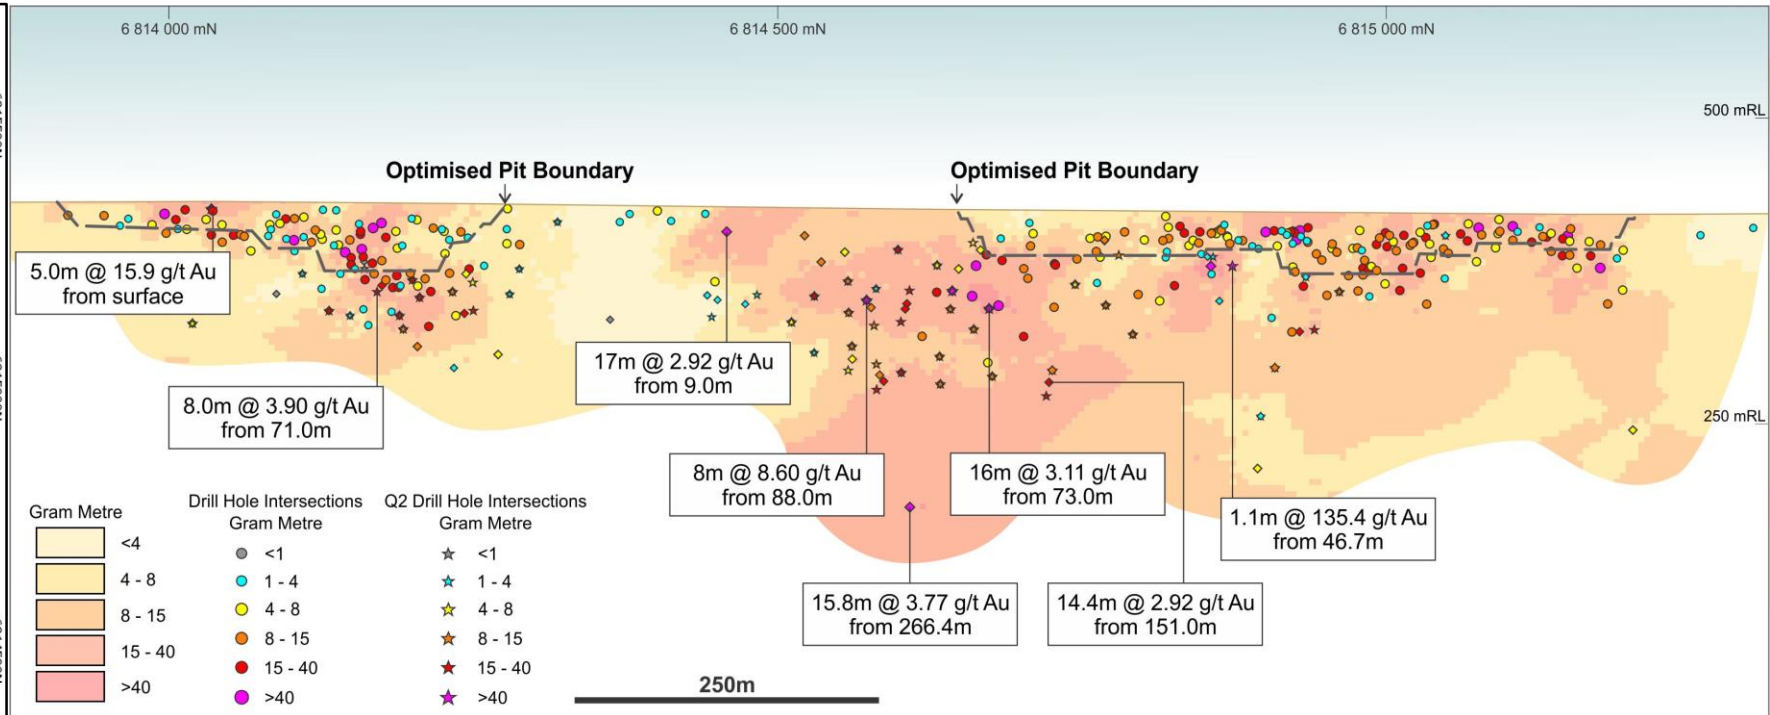 6 814 000 mN
6 814 500 mN
6 815 000 mN
500 mRL
Optimised Pit Boundary
Optimised Pit Boundary
5.0m @ 15.9 g/t Au
from surface
17m @ 2.92 g/t Au
from 9.0m
8.0m @ 3.90 g/t Au
from 71.0m
250 mRL
8m @ 8.60 g/t Au
from 88.0m
16m @ 3.11 g/t Au
from 73.0m
1.1m @ 135.4 g/t Au
from 46.7m
15.8m @ 3.77 g/t Au
from 266.4m
14.4m @ 2.92 g/t Au
from 151.0m
Gram Metre
<4
4 - 8
8 - 15
15 - 40
>40
Drill Hole Intersections
Gram Metre
<1
1 - 4
4 - 8
8 - 15
15 - 40
>40
Q2 Drill Hole Intersections
Gram Metre
<1
1 - 4
4 - 8
8 - 15
15 - 40
>40
250m